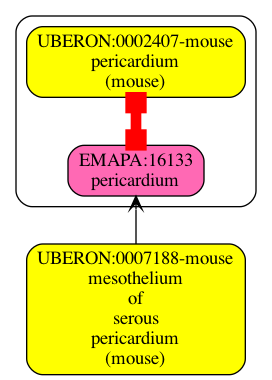 UBERON:0002407-mouse
pericardium
(mouse)
EMAPA:16133
pericardium
UBERON:0007188-mouse
mesothelium
of
serous
pericardium
(mouse)